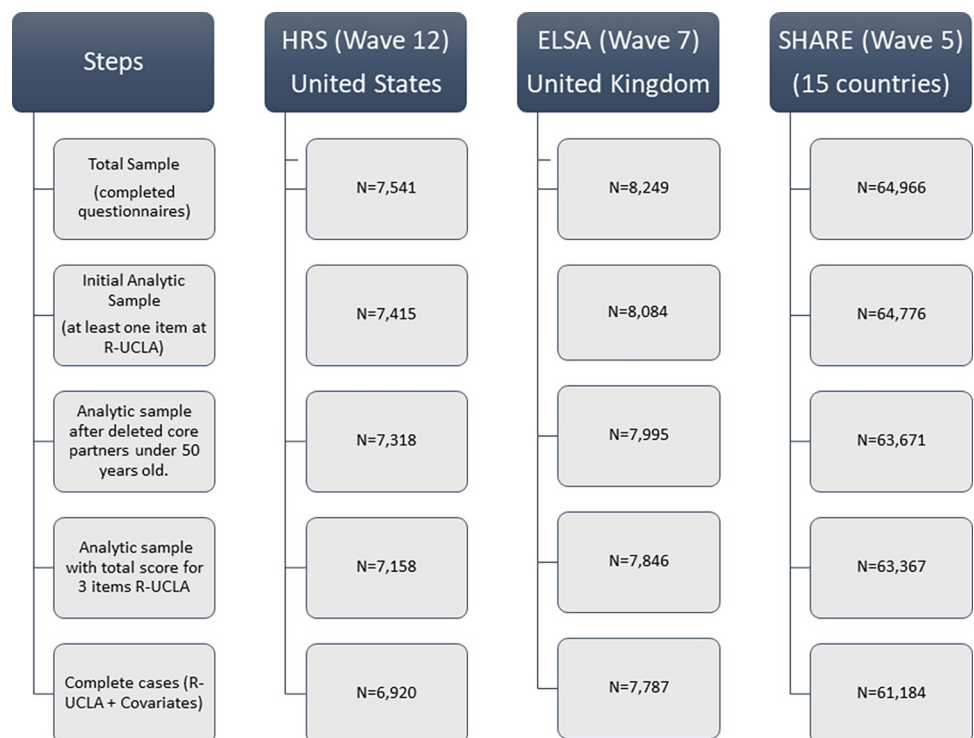 Steps
Total Sample
(completed
questionnaires)
Initial Analytic
Sample
(at least one item at
R-UCLA)
Analytic sample
after deleted core
partners under 50
years old.
Analytic sample
with total score for
3 items R-UCLA
Complete cases (R-
UCLA + Covariates)
HRS (Wave 12)
United States
N=7,541
N=7,415
N=7,318
N=7,158
N=6,920
ELSA (Wave 7)
United Kingdom
N=8,249
N=8,084
N=7,995
N=7,846
N=7,787
SHARE (Wave 5)
(15 countries)
N=64,966
N=64,776
N=63,671
N=63,367
N=61,184